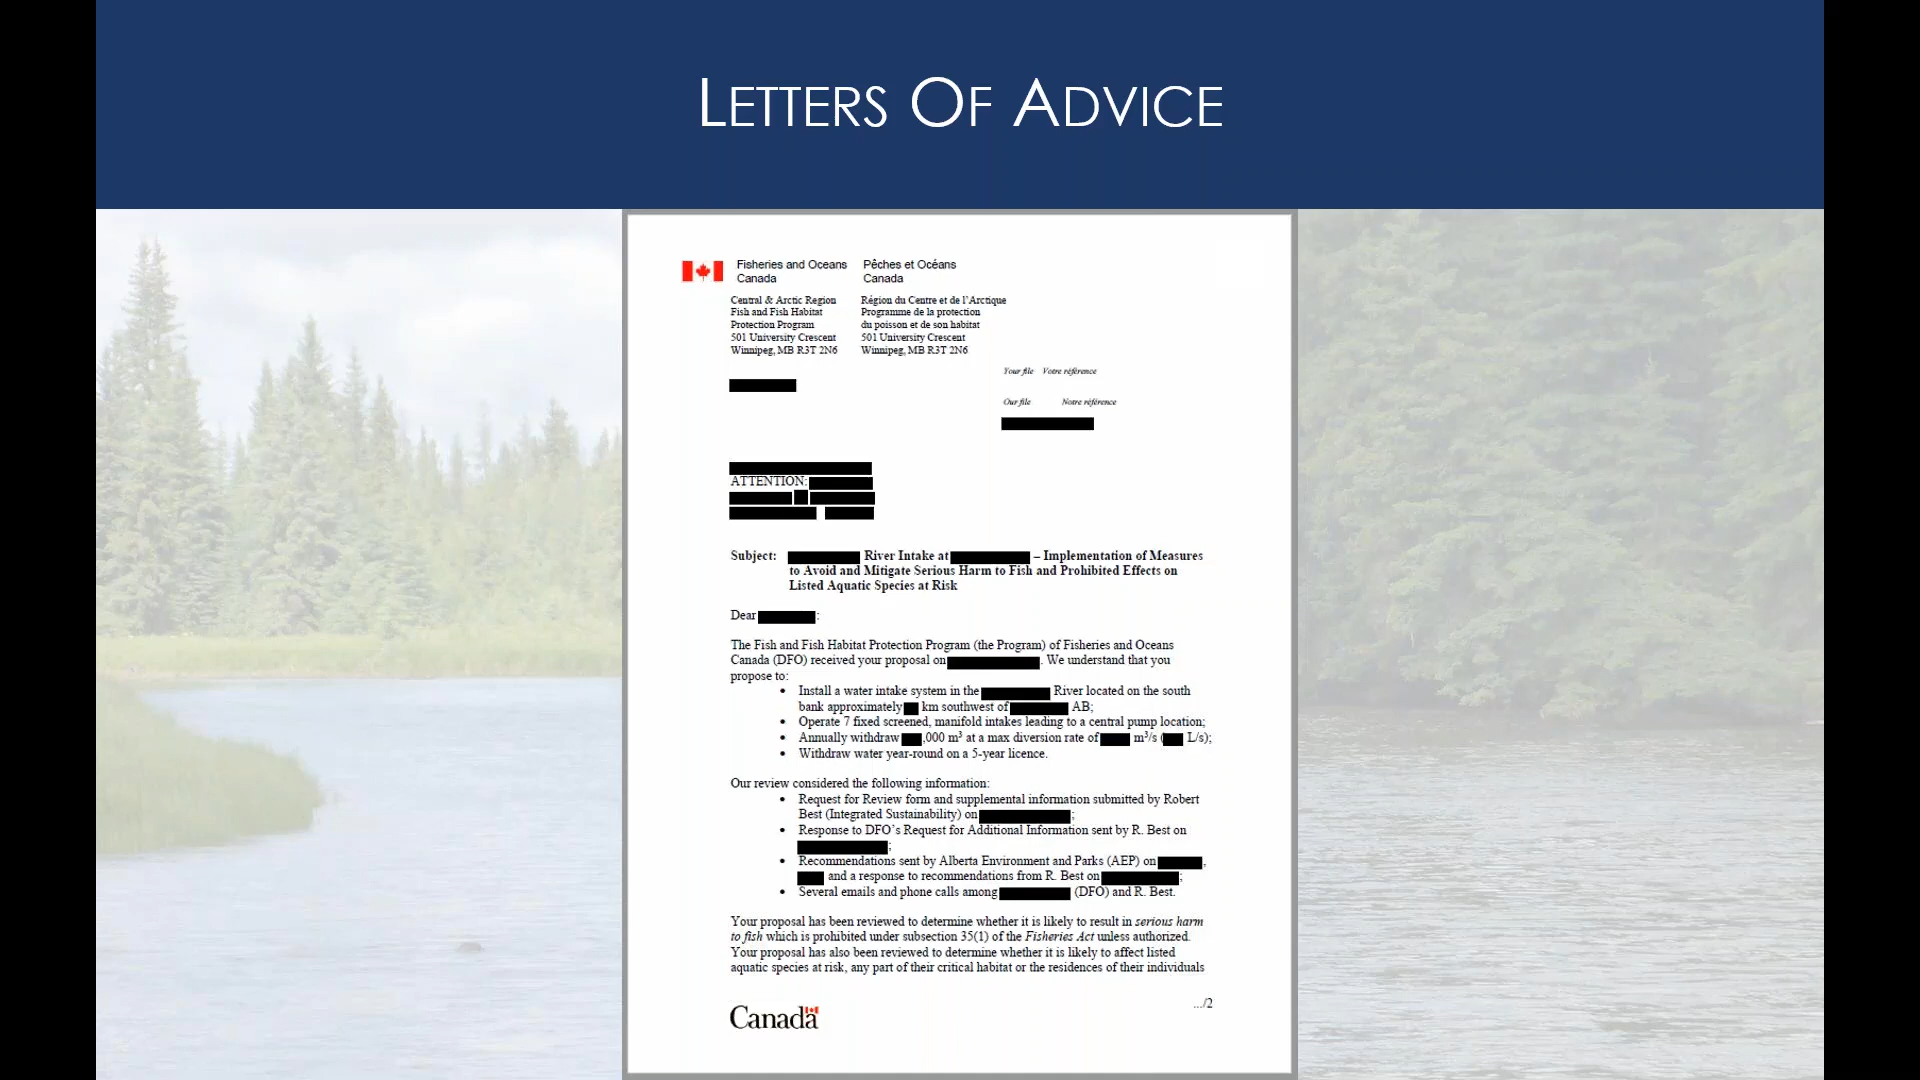 LETTERS OF ADVICE
Fisheries and Oceans Pêches et Océans
Canada Canada
Central & Arctic Region Région du Centre et de l'Arctique
Fish and Fish Habitat Programme de la protection
Protection Program du poisson et de son habitat
501 University Crescent 501 University Crescent
Winnipeg, MB R3T 2N6 Winnipeg, MB R3T 2N6
Your file Votre référence
Our file Notre référence
ATTENTION:
Subject: River Intake at – Implementation of Measures
to Avoid and Mitigate Serious Harm to Fish and Prohibited Effects on
Listed Aquatic Species at Risk
Dear :
The Fish and Fish Habitat Protection Program (the Program) of Fisheries and Oceans
Canada (DFO) received your proposal on . We understand that you
propose to:
• Install a water intake system in the River located on the south
bank approximately km southwest of AB;
• Operate 7 fixed screened, manifold intakes leading to a central pump location;
• Annually withdraw ,000 m³ at a max diversion rate of m³/s ( L/s);
• Withdraw water year-round on a 5-year licence.
Our review considered the following information:
• Request for Review form and supplemental information submitted by Robert
Best (Integrated Sustainability) on ;
• Response to DFO's Request for Additional Information sent by R. Best on
;
• Recommendations sent by Alberta Environment and Parks (AEP) on ,
and a response to recommendations from R. Best on ;
• Several emails and phone calls among (DFO) and R. Best.
Your proposal has been reviewed to determine whether it is likely to result in serious harm
to fish which is prohibited under subsection 35(1) of the Fisheries Act unless authorized.
Your proposal has also been reviewed to determine whether it is likely to affect listed
aquatic species at risk, any part of their critical habitat or the residences of their individuals
.../2
Canada